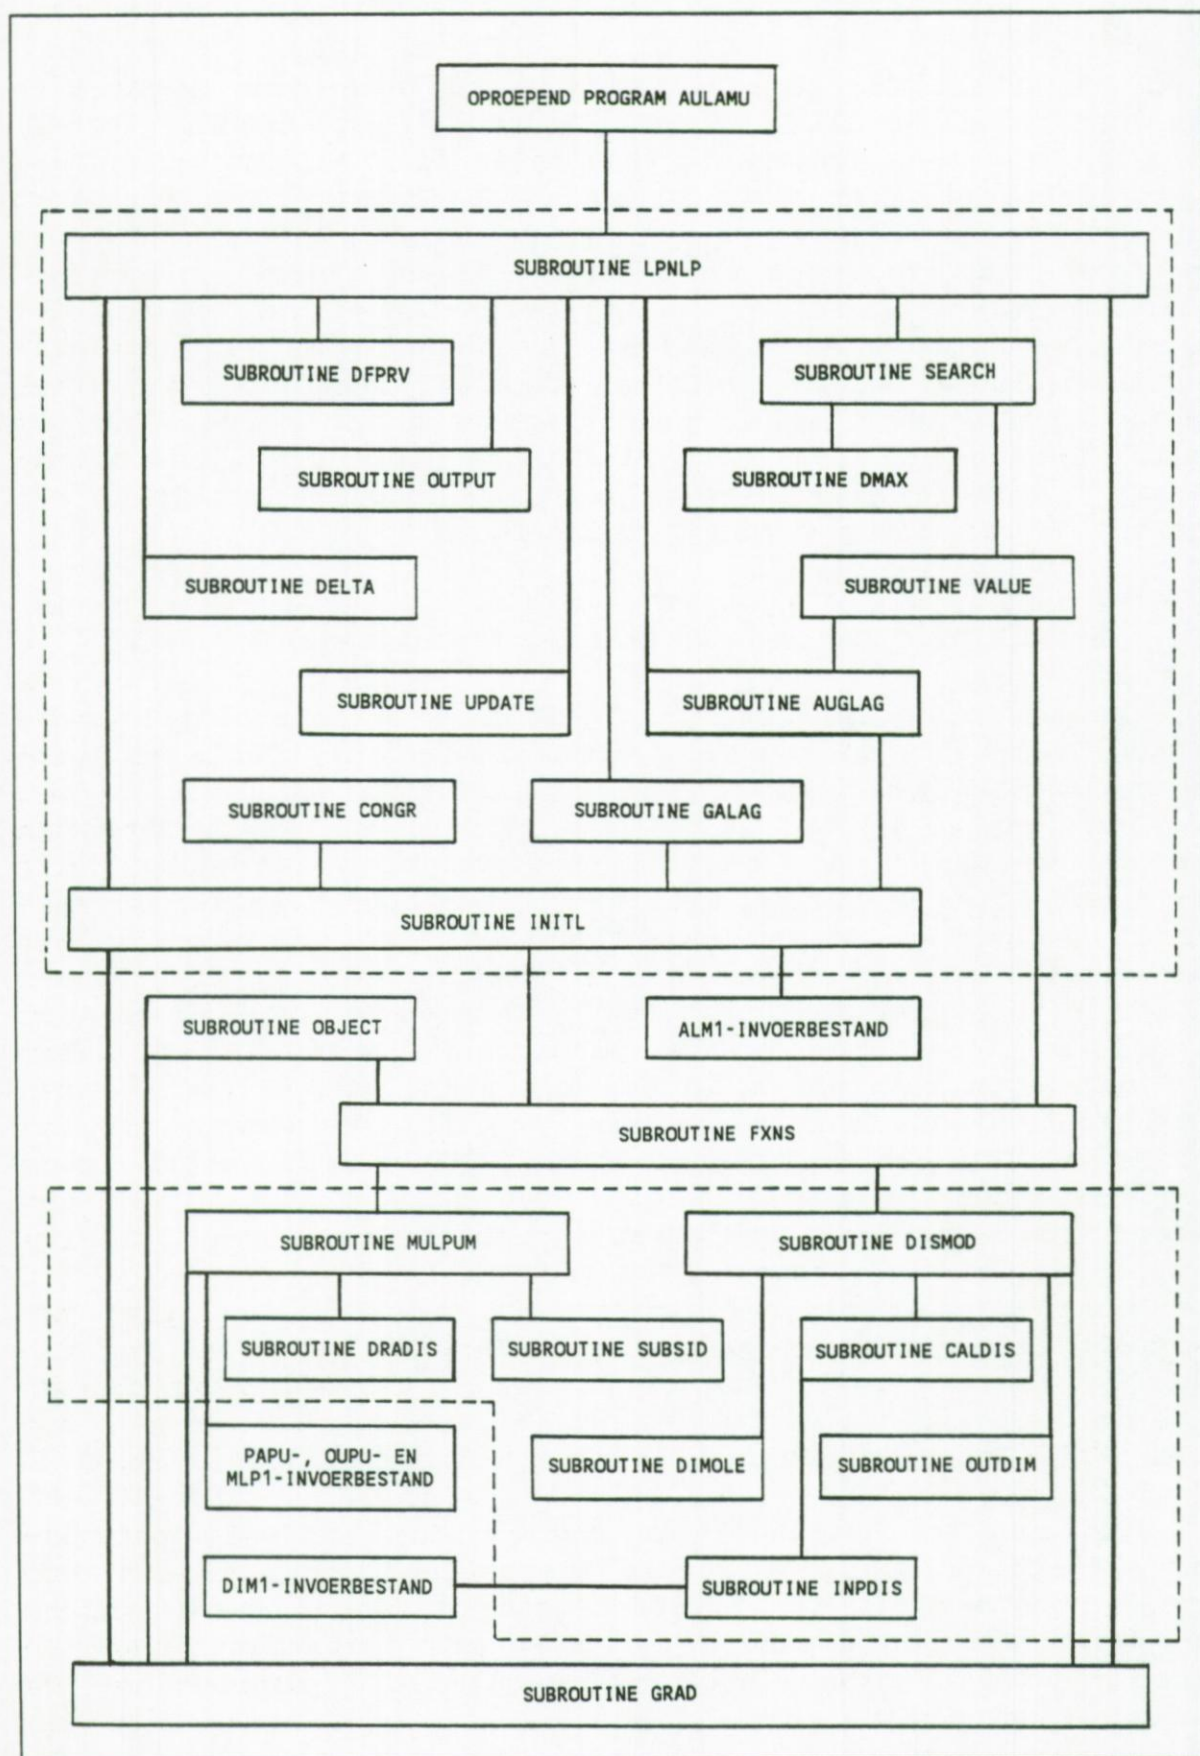 OPROEPEND PROGRAM AULAMU
SUBROUTINE LPNLP
SUBROUTINE DFPRV
SUBROUTINE SEARCH
SUBROUTINE OUTPUT
SUBROUTINE DMAX
SUBROUTINE DELTA
SUBROUTINE VALUE
SUBROUTINE UPDATE
SUBROUTINE AUGLAG
SUBROUTINE CONGR
SUBROUTINE GALAG
SUBROUTINE INITL
SUBROUTINE OBJECT
ALM1-INVOERBESTAND
SUBROUTINE FXNS
SUBROUTINE MULPUM
SUBROUTINE DISMOD
SUBROUTINE DRADIS
SUBROUTINE SUBSID
SUBROUTINE CALDIS
PAPU-, OUPU- EN
MLP1-INVOERBESTAND
SUBROUTINE DIMOLE
SUBROUTINE OUTDIM
DIM1-INVOERBESTAND
SUBROUTINE INPDIS
SUBROUTINE GRAD